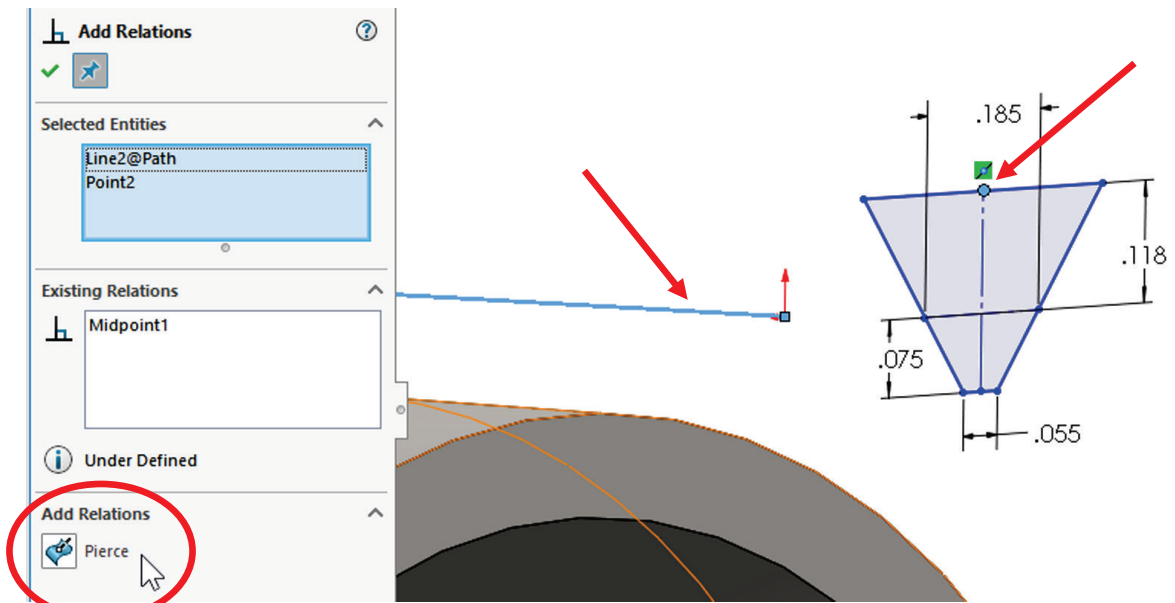 Add Relations
?
Selected Entities
Line2@Path
Point2
Existing Relations
Midpoint1
Under Defined
Add Relations
Pierce
.185
.118
.075
.055